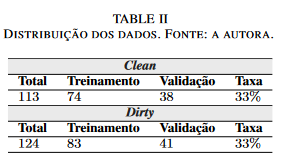 TABLE II
DISTRIBUIÇÃO DOS DADOS. FONTE: A AUTORA.
Clean
Total Treinamento Validação Taxa
113 74 38 33%
Dirty
Total Treinamento Validação Taxa
124 83 41 33%